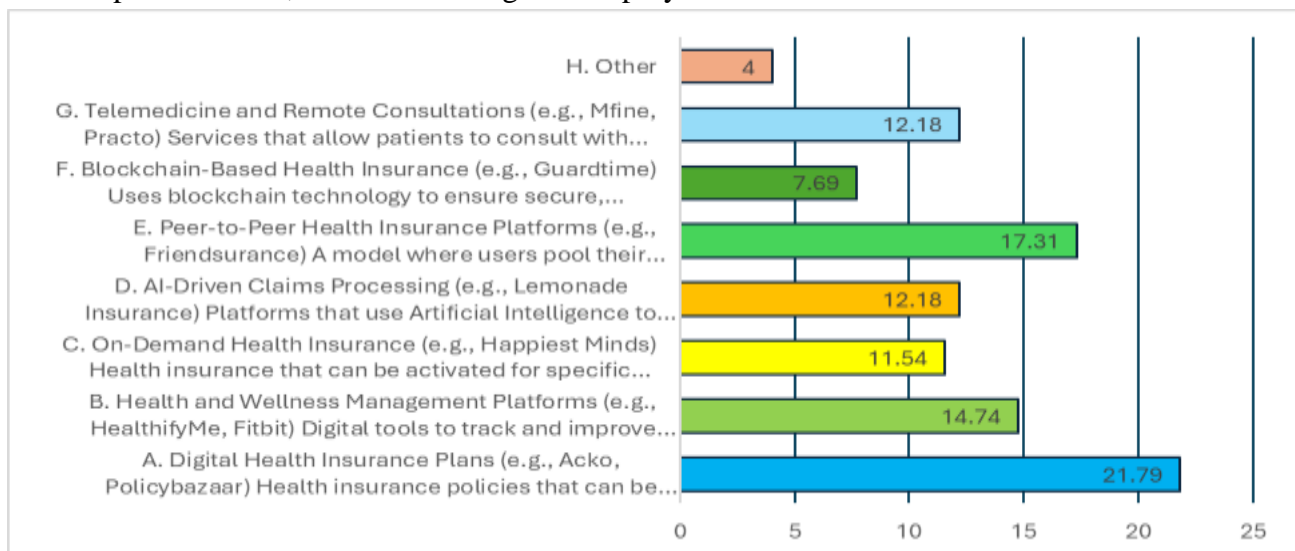 H. Other
4
G. Telemedicine and Remote Consultations (e.g., Mfine,
Practo) Services that allow patients to consult with...
12.18
F. Blockchain-Based Health Insurance (e.g., Guardtime)
Uses blockchain technology to ensure secure,...
7.69
E. Peer-to-Peer Health Insurance Platforms (e.g.,
Friendsurance) A model where users pool their...
17.31
D. AI-Driven Claims Processing (e.g., Lemonade
Insurance) Platforms that use Artificial Intelligence to...
12.18
C. On-Demand Health Insurance (e.g., Happiest Minds)
Health insurance that can be activated for specific...
11.54
B. Health and Wellness Management Platforms (e.g.,
HealthifyMe, Fitbit) Digital tools to track and improve...
14.74
A. Digital Health Insurance Plans (e.g., Acko,
Policybazaar) Health insurance policies that can be...
21.79
0 5 10 15 20 25